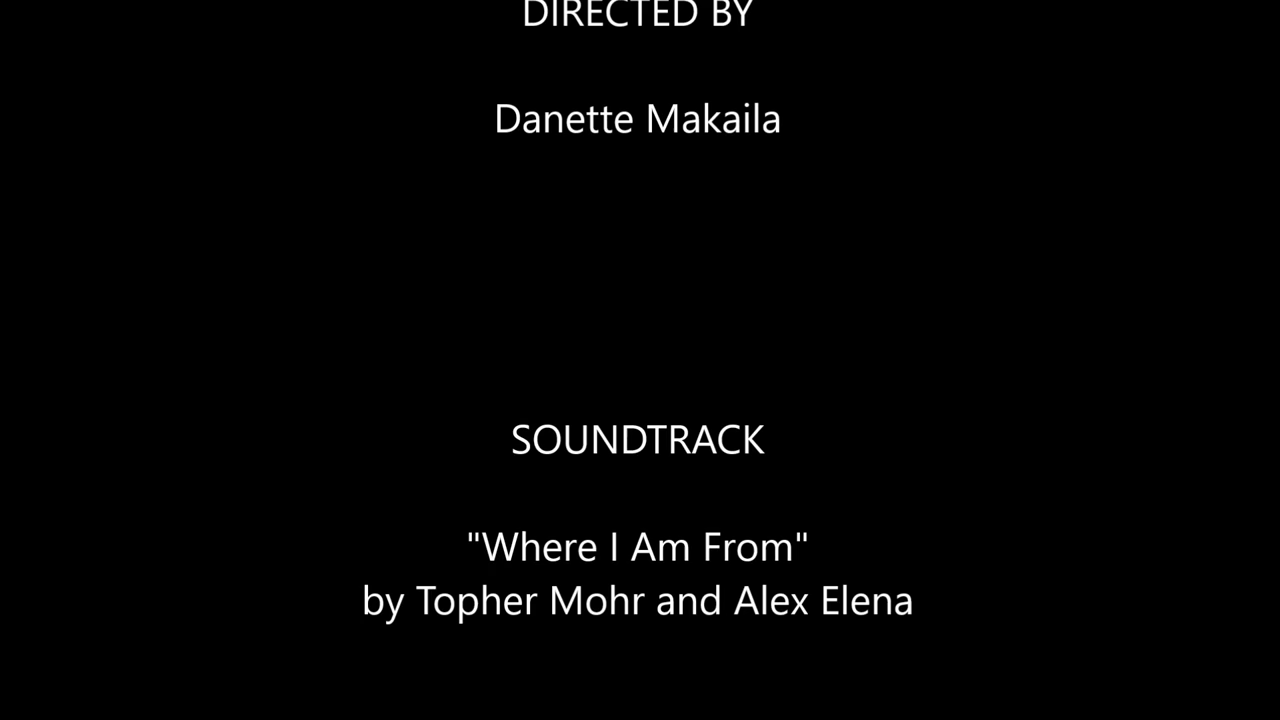 DIRECTED BY
Danette Makaila
SOUNDTRACK
"Where I Am From"
by Topher Mohr and Alex Elena